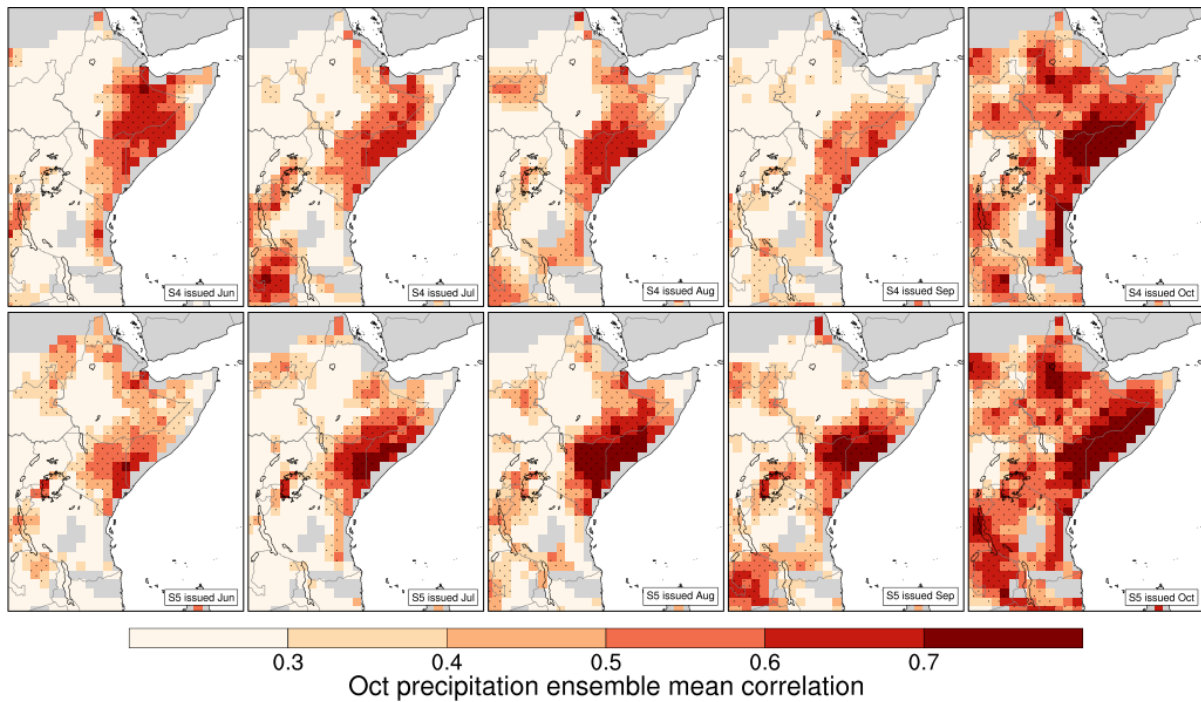 S4 issued Jun
S4 issued Jul
S4 issued Aug
S4 issued Sep
S4 issued Oct
S5 issued Jun
S5 issued Jul
S5 issued Aug
S5 issued Sep
S5 issued Oct
0.3 0.4 0.5 0.6 0.7
Oct precipitation ensemble mean correlation